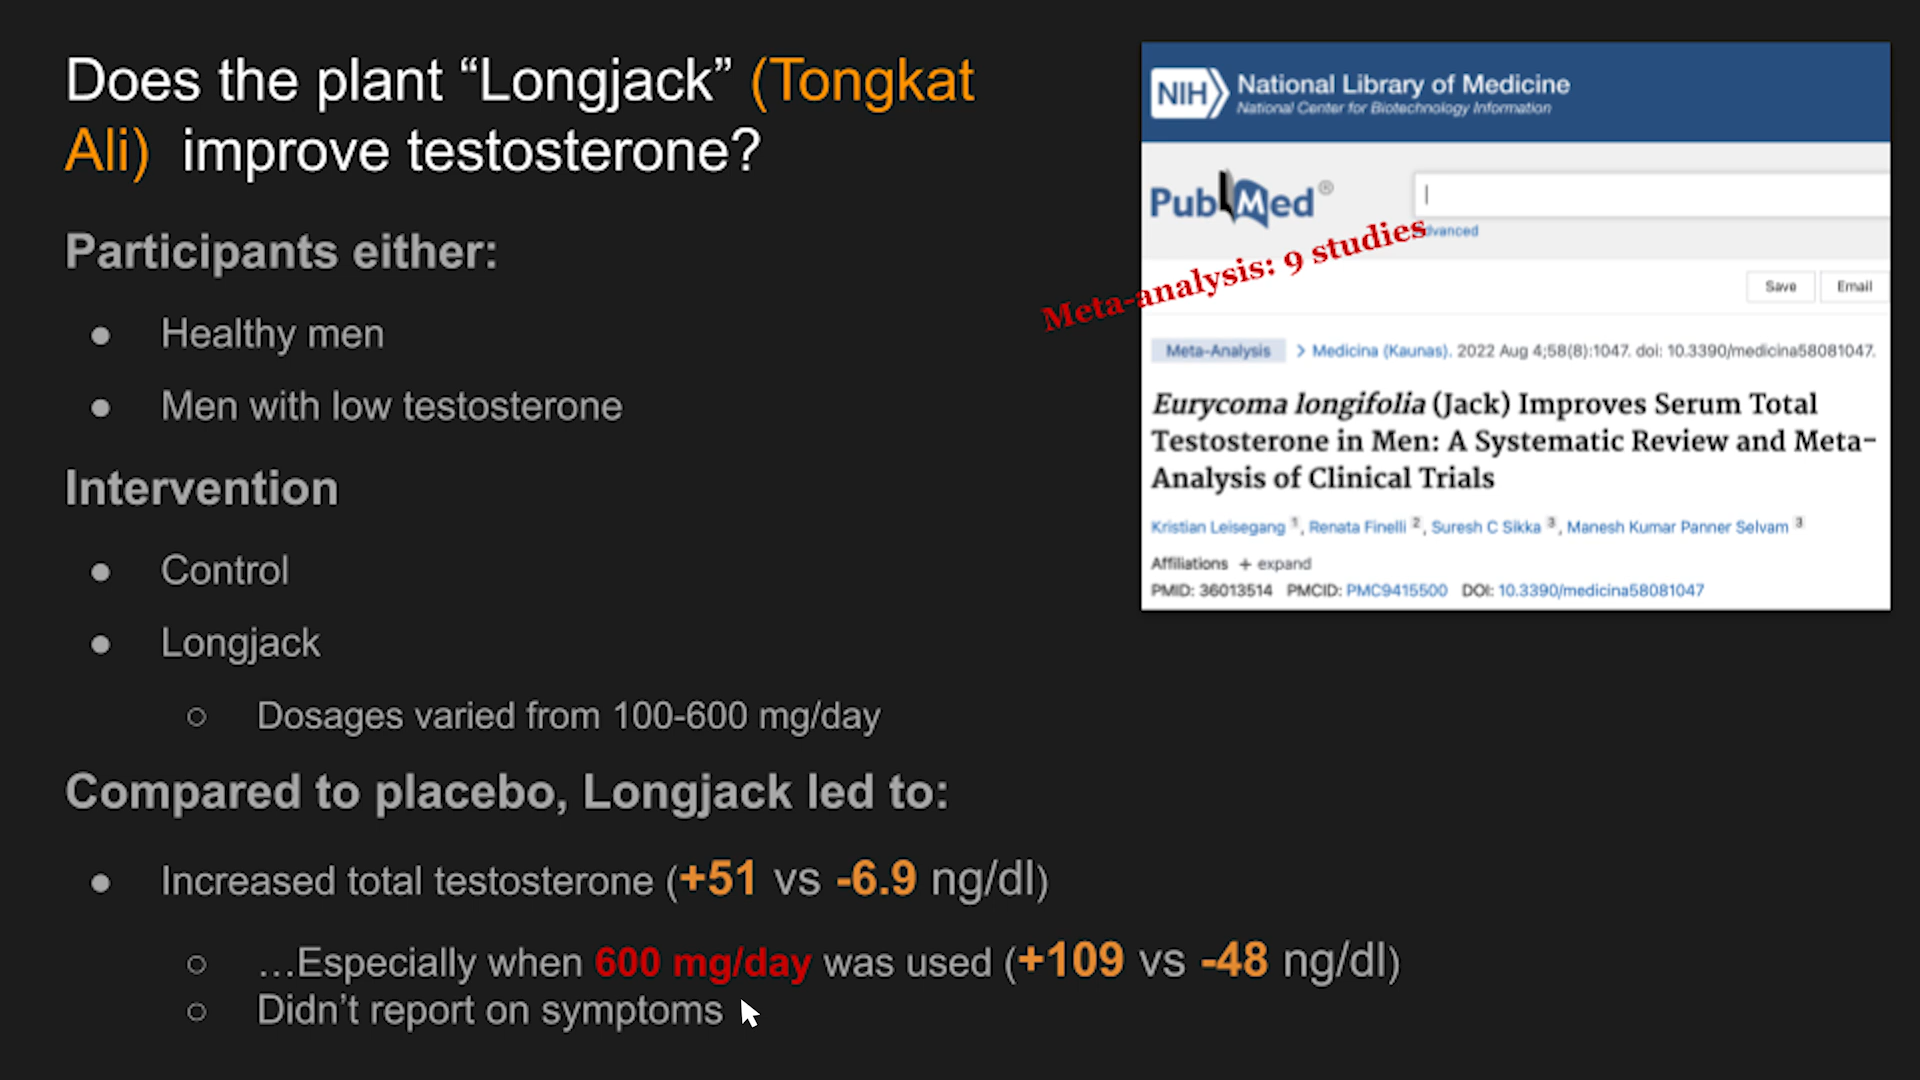 Does the plant “Longjack” (Tongkat
Ali) improve testosterone?
Participants either:
● Healthy men
● Men with low testosterone
Intervention
● Control
● Longjack
○ Dosages varied from 100-600 mg/day
Compared to placebo, Longjack led to:
● Increased total testosterone (+51 vs -6.9 ng/dl)
○ …Especially when 600 mg/day was used (+109 vs -48 ng/dl)
○ Didn’t report on symptoms
NIH National Library of Medicine
National Center for Biotechnology Information
PubMed®
Meta-analysis: 9 studies
dvanced
Save Email
Meta-Analysis > Medicina (Kaunas). 2022 Aug 4;58(8):1047. doi: 10.3390/medicina58081047.
Eurycoma longifolia (Jack) Improves Serum Total
Testosterone in Men: A Systematic Review and Meta-
Analysis of Clinical Trials
Kristian Leisegang 1, Renata Finelli 2, Suresh C Sikka 3, Manesh Kumar Panner Selvam 3
Affiliations + expand
PMID: 36013514 PMCID: PMC9415500 DOI: 10.3390/medicina58081047